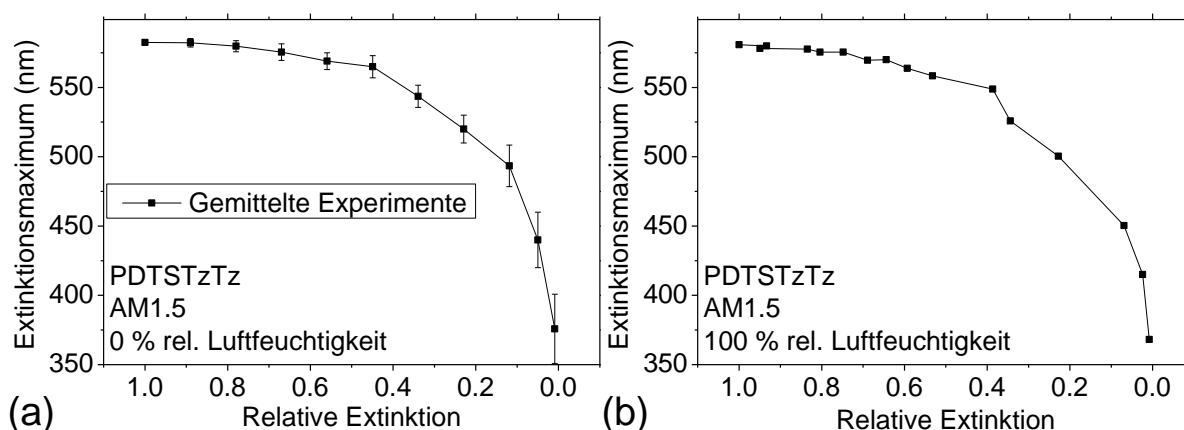 Extinktionsmaximum (nm)
550
500
450
400
350
Gemittelte Experimente
PDTSTzTz
AM1.5
0 % rel. Luftfeuchtigkeit
1.0 0.8 0.6 0.4 0.2 0.0
Relative Extinktion
(a)
Extinktionsmaximum (nm)
550
500
450
400
350
PDTSTzTz
AM1.5
100 % rel. Luftfeuchtigkeit
1.0 0.8 0.6 0.4 0.2 0.0
Relative Extinktion
(b)